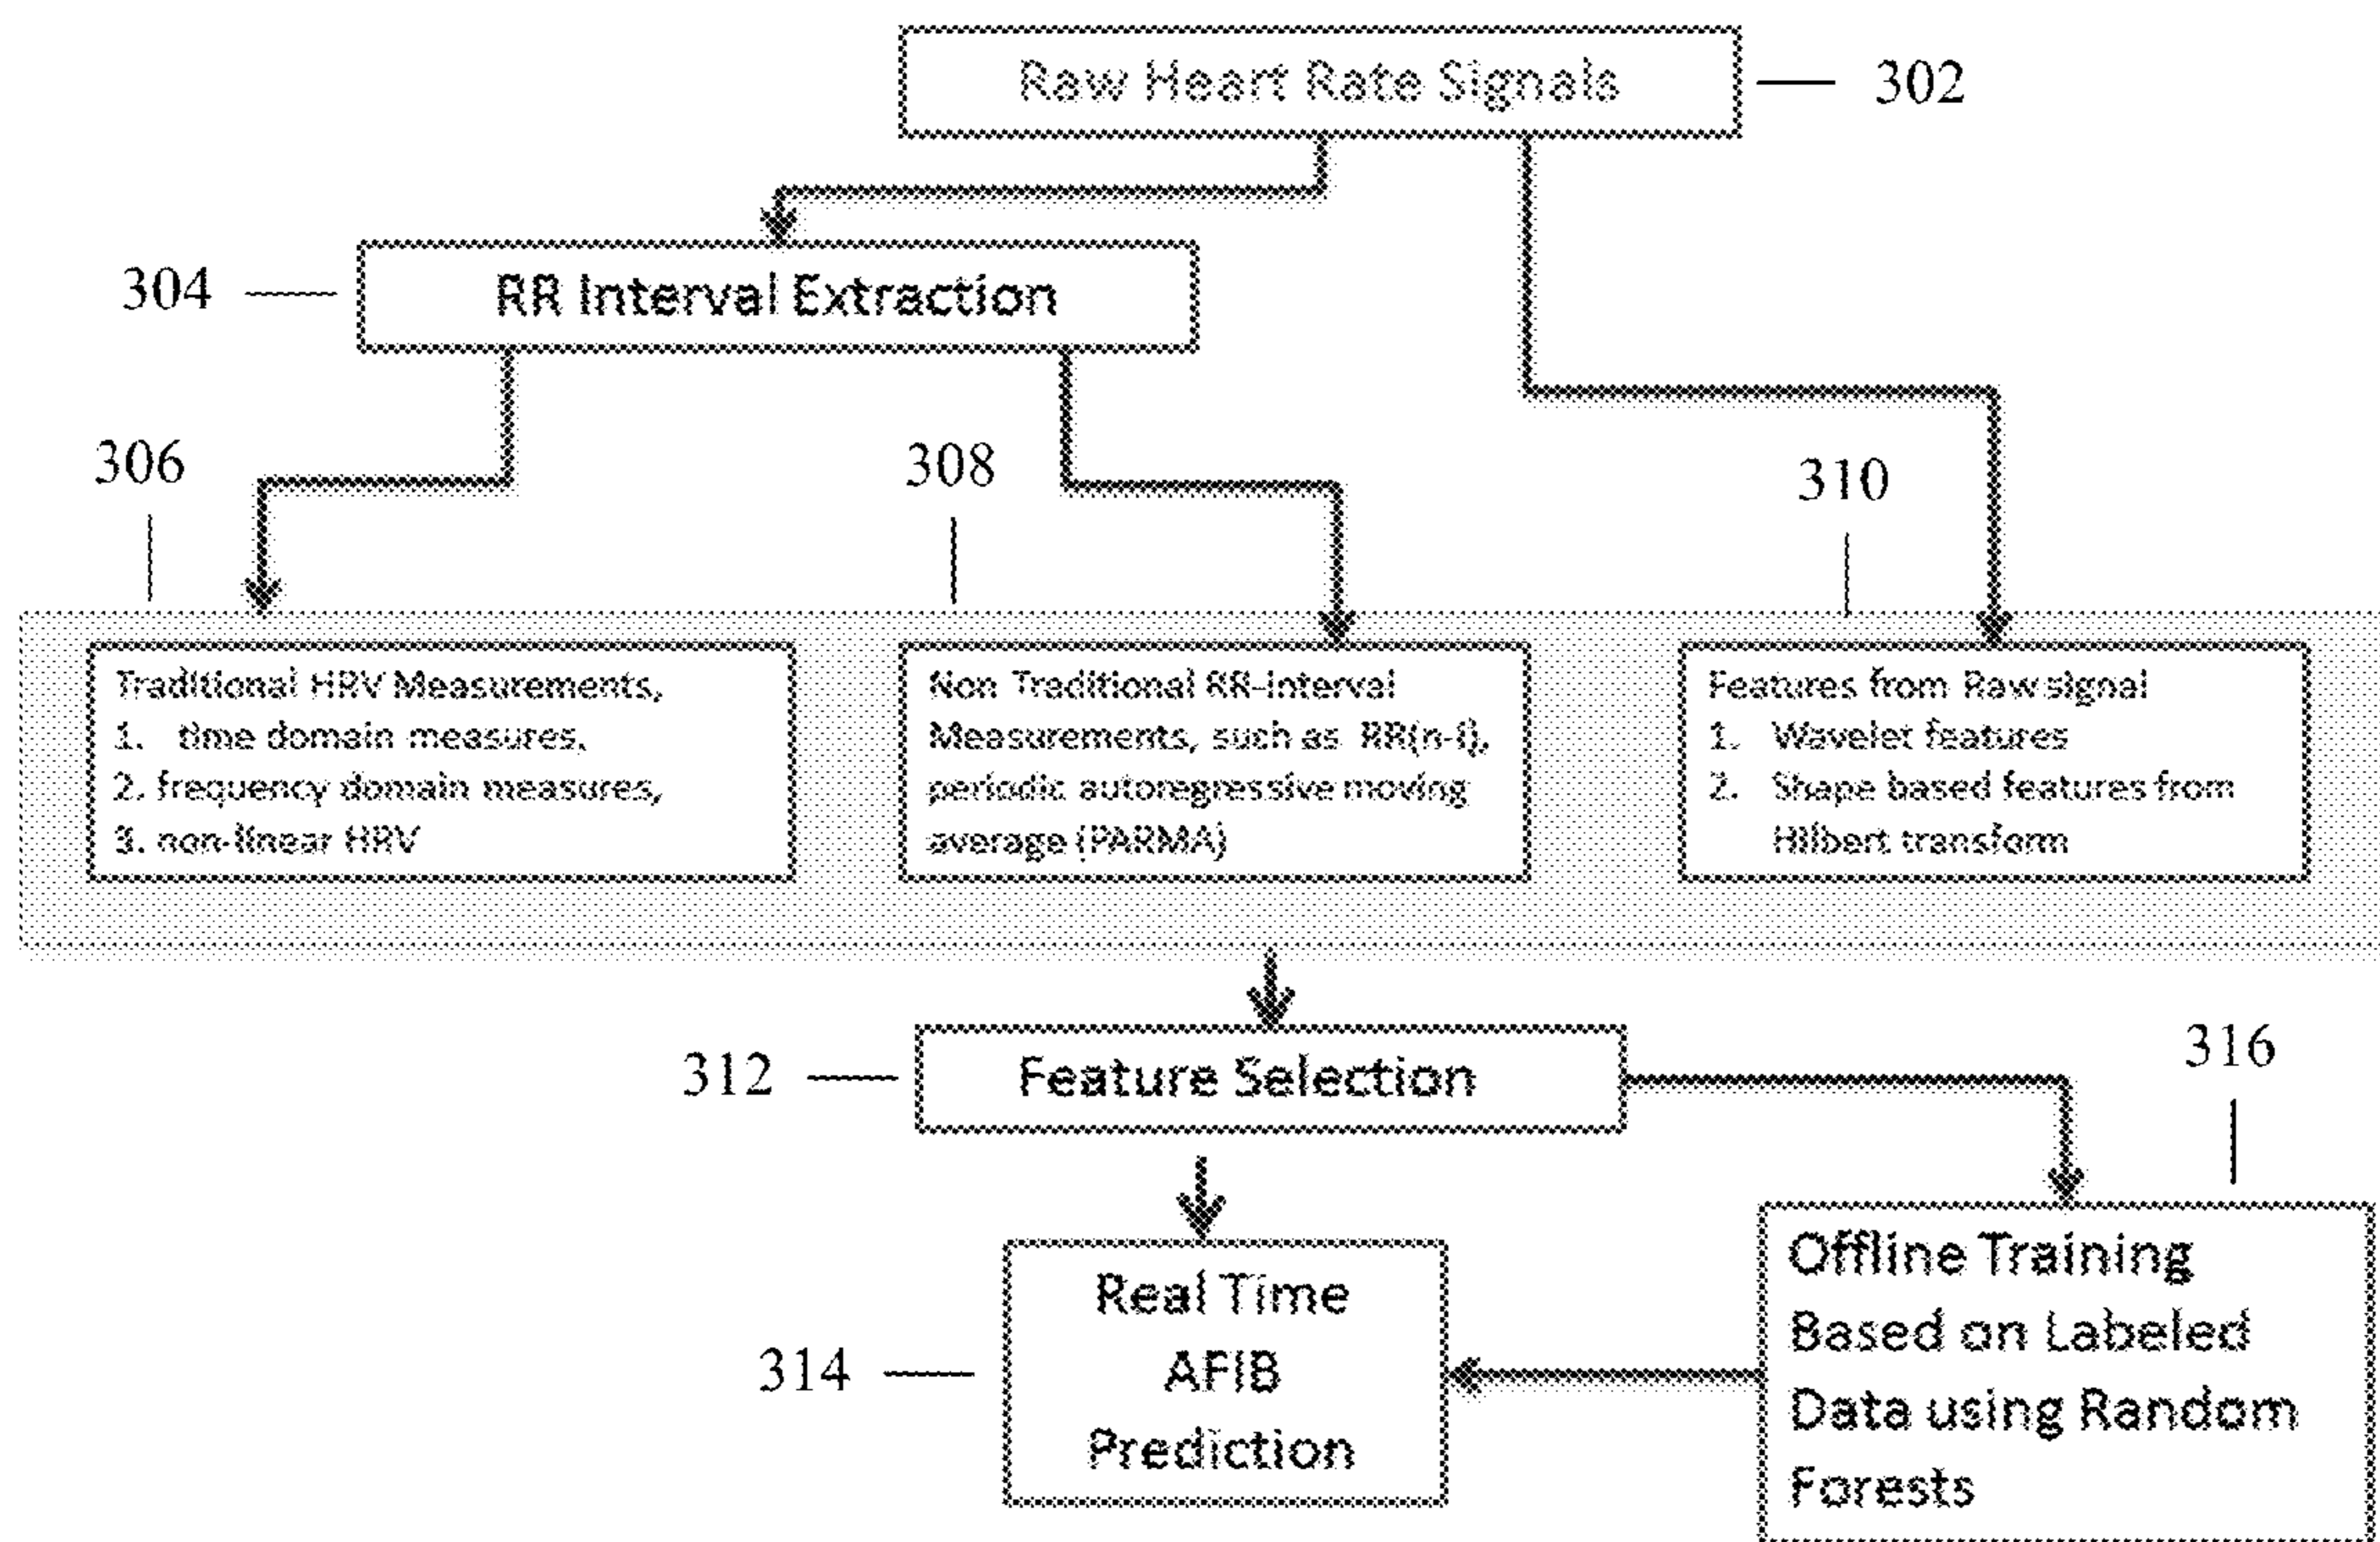 Raw Heart Rate Signals
302
304
RR Interval Extraction
306
308
310
Traditional HRV Measurements,
1. time domain measures,
2. frequency domain measures,
3. non-linear HRV
Non Traditional RR-interval
Measurements, such as RR(n-i),
periodic autoregressive moving
average (PARMA)
Features from Raw signal
1. Wavelet features
2. Shape based features from
Hilbert transform
312
Feature Selection
316
314
Real Time
AFIB
Prediction
Offline Training
Based on Labeled
Data using Random
Forests